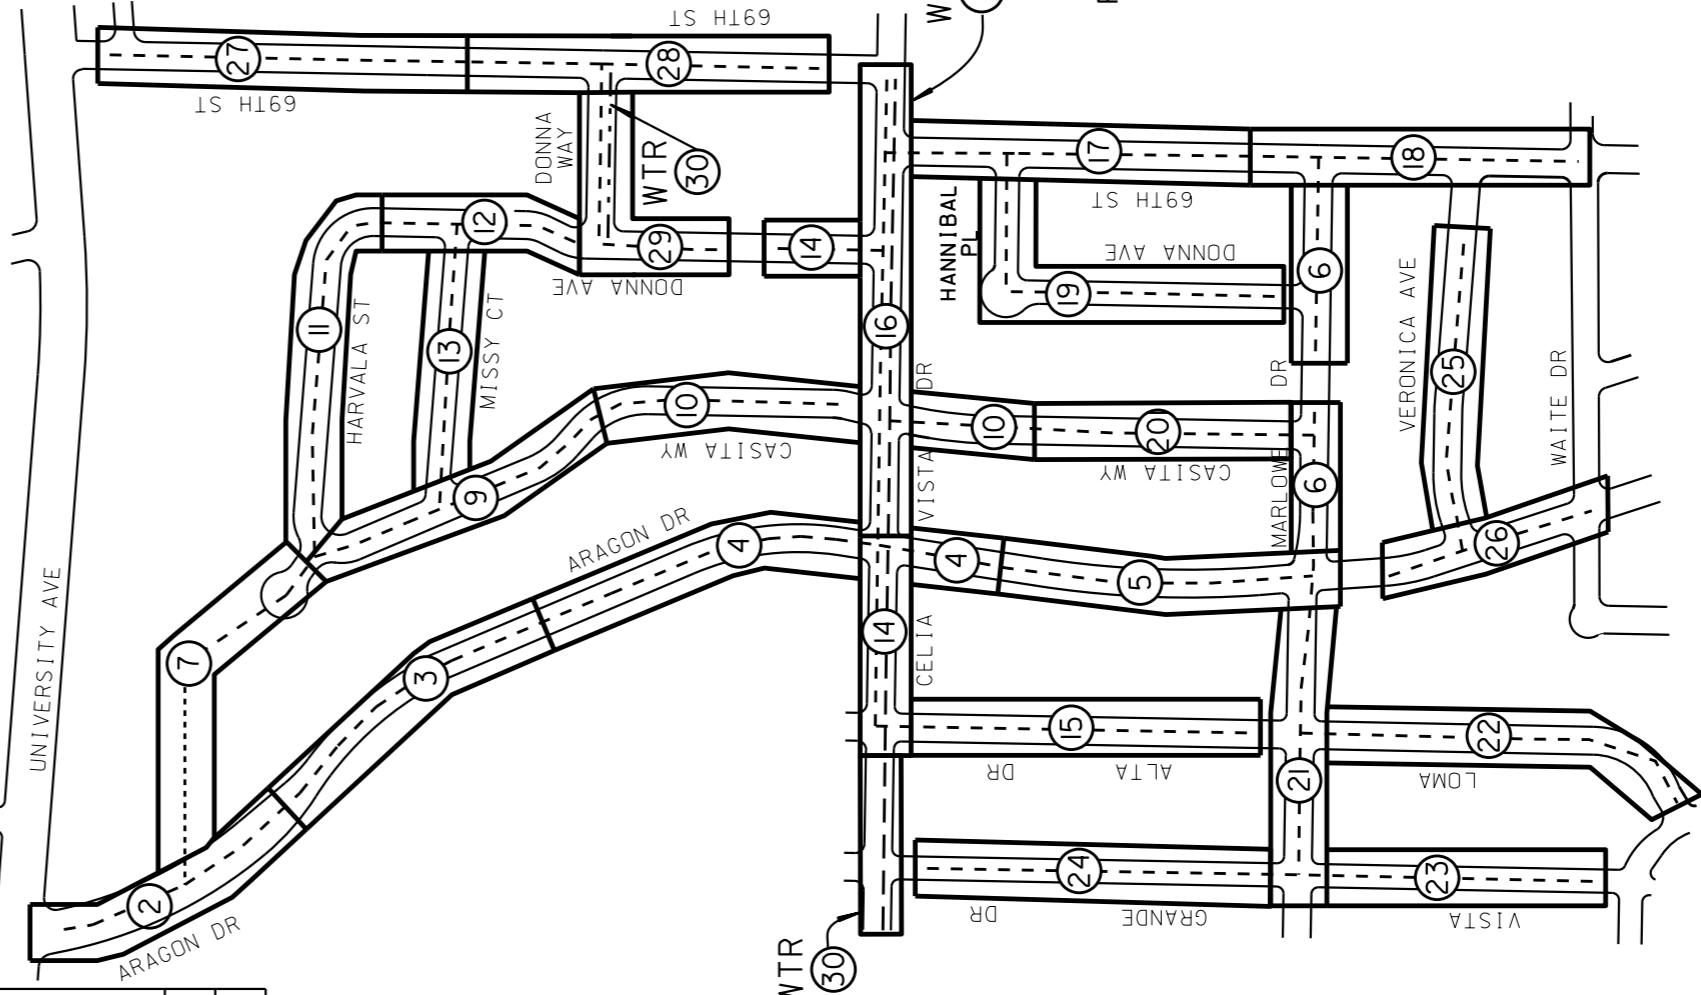 69TH ST
27
28
69TH ST
W
DONNA
WAY
WTR
30
17
18
69TH ST
HANNIBAL
PL
12
29
14
DONNA AVE
DONNA AVE
6
19
11
HARVALA ST
13
MISSY CT
16
VERONICA AVE
25
WAITE DR
10
CASITA WY
DR
VISTA
CELIA
10
20
CASITA WY
DR
MARLOWE
6
9
ARAGON DR
4
4
5
26
UNIVERSITY AVE
7
3
14
15
ALTA
DR
22
LOMA
21
2
ARAGON DR
24
GRANDE
DR
23
VISTA
WTR
30